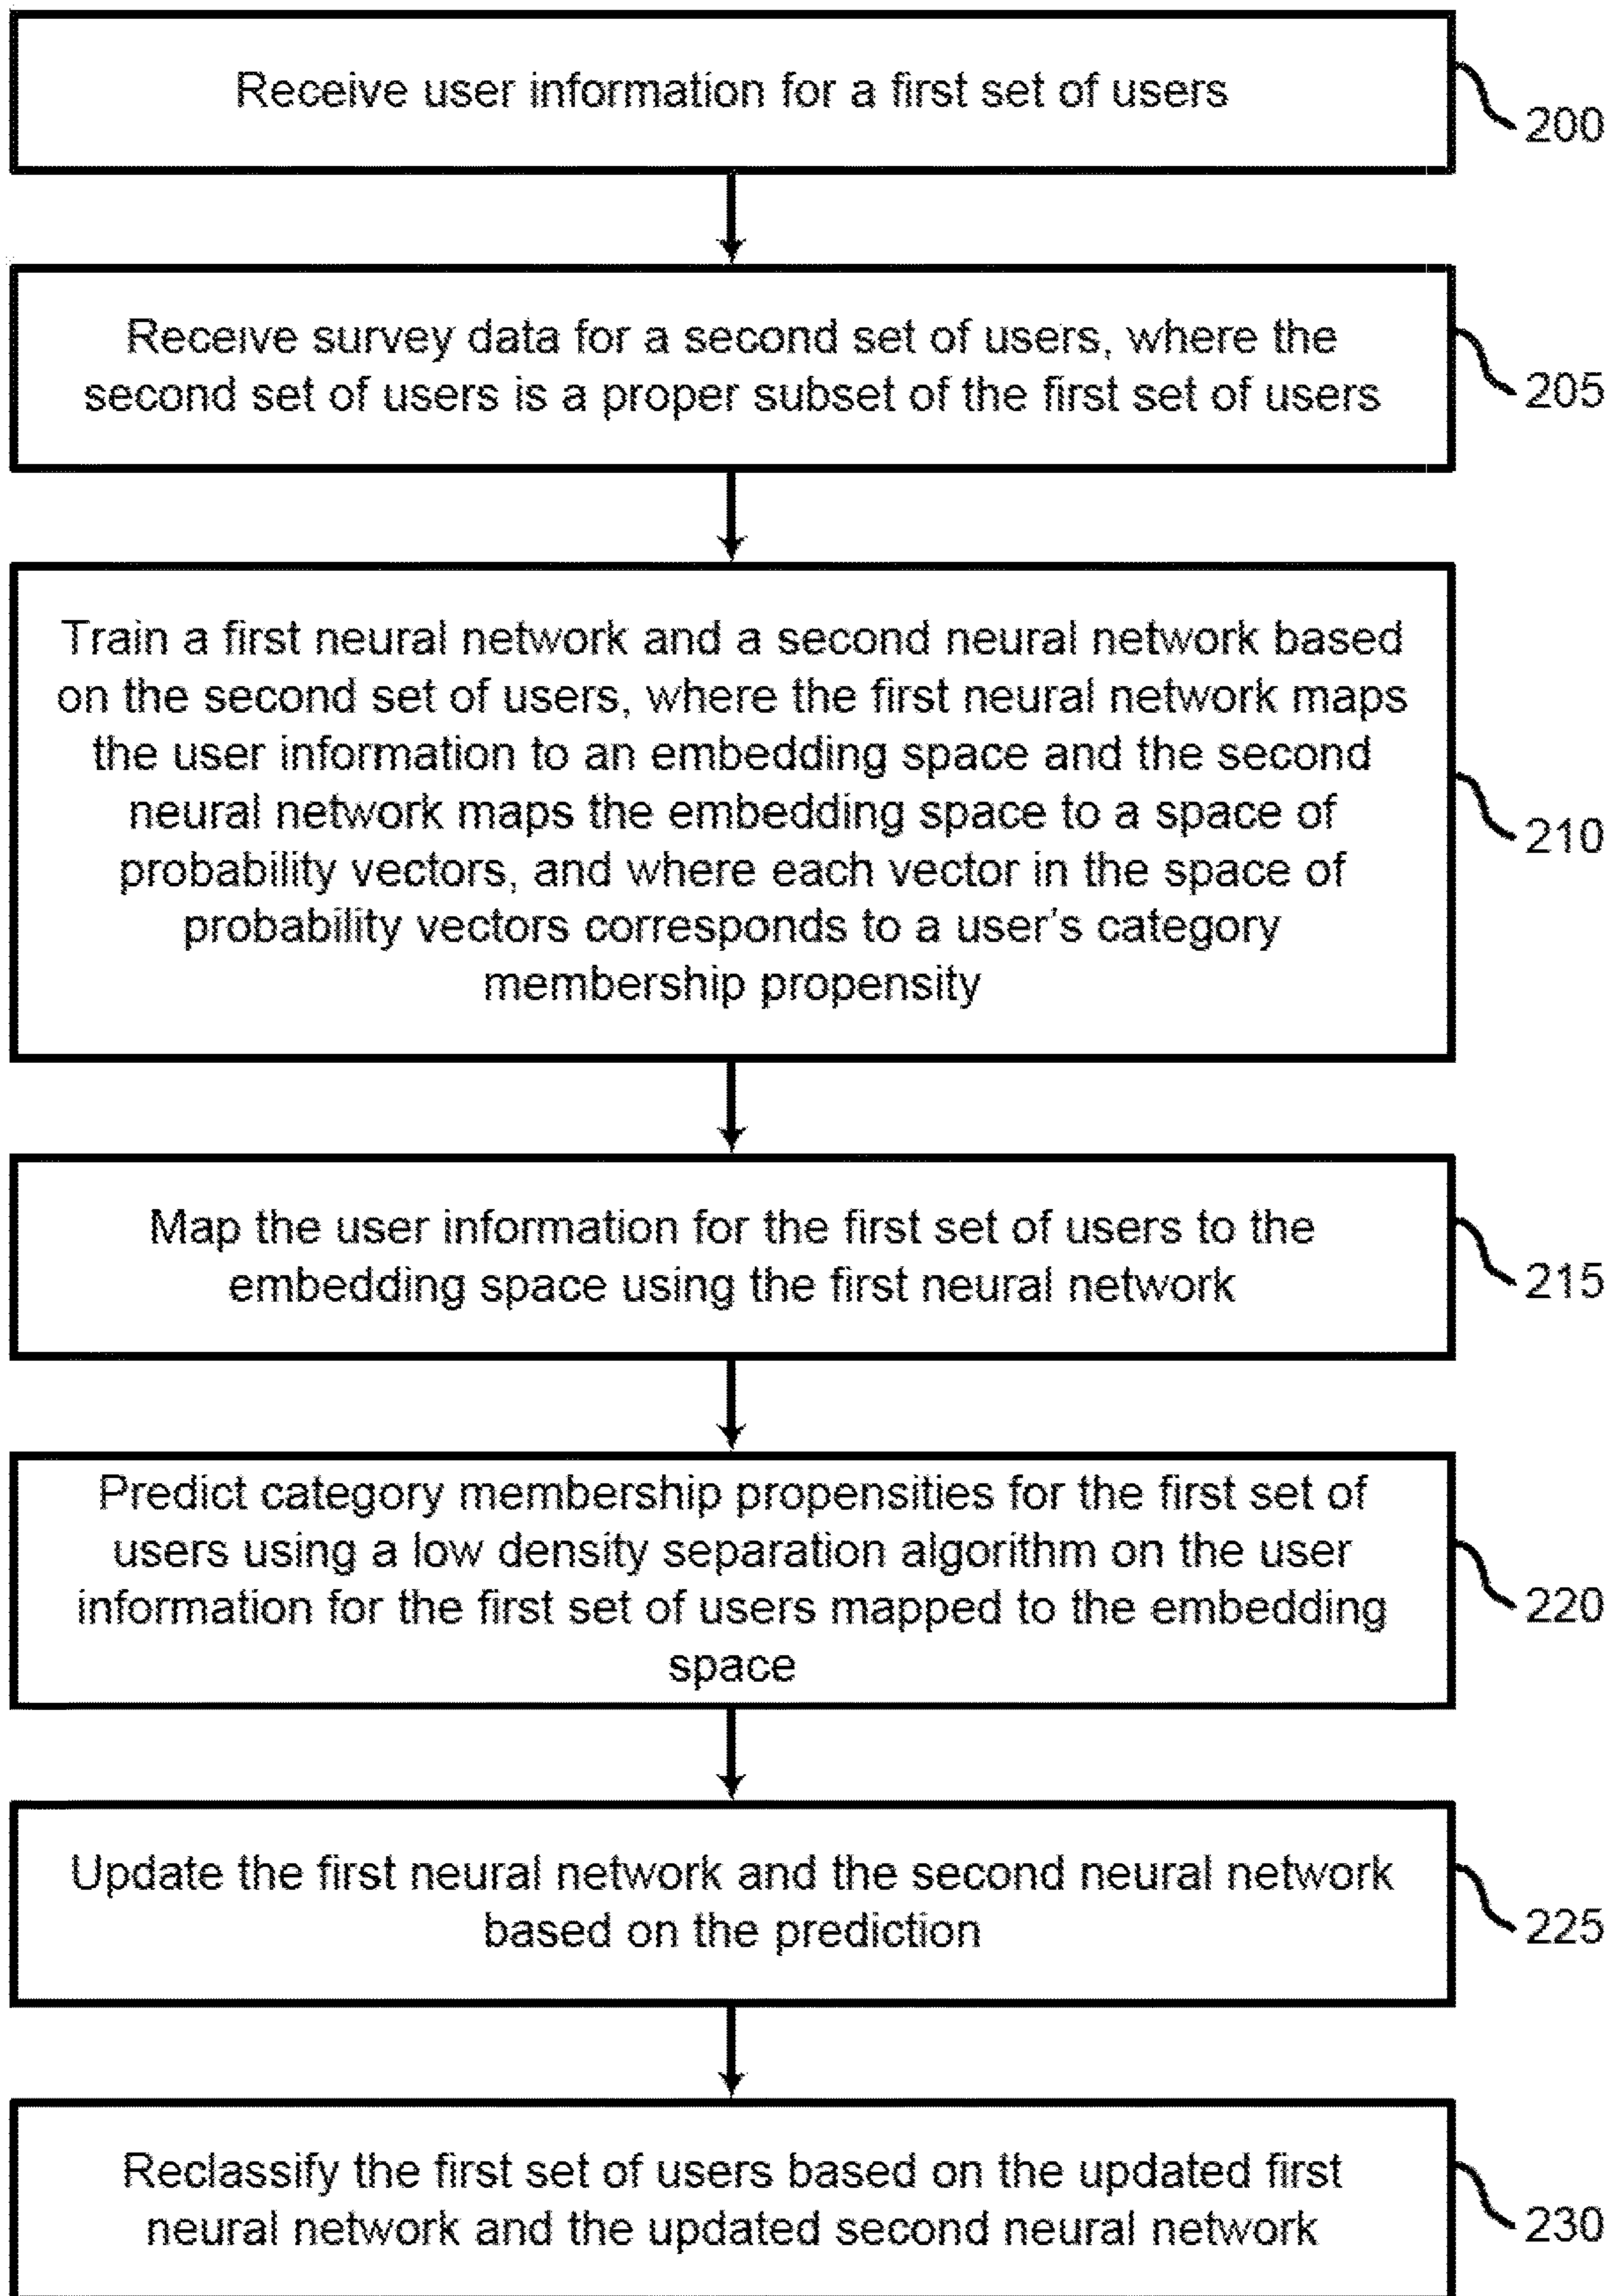 Receive user information for a first set of users
200
Receive survey data for a second set of users, where the
second set of users is a proper subset of the first set of users
205
Train a first neural network and a second neural network based
on the second set of users, where the first neural network maps
the user information to an embedding space and the second
neural network maps the embedding space to a space of
probability vectors, and where each vector in the space of
probability vectors corresponds to a user's category
membership propensity
210
Map the user information for the first set of users to the
embedding space using the first neural network
215
Predict category membership propensities for the first set of
users using a low density separation algorithm on the user
information for the first set of users mapped to the embedding
space
220
Update the first neural network and the second neural network
based on the prediction
225
Reclassify the first set of users based on the updated first
neural network and the updated second neural network
230